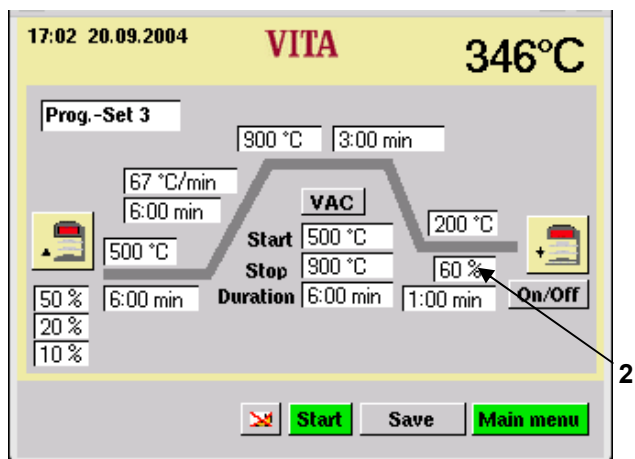 17:02 20.09.2004 VITA 346°C
Prog.-Set 3
900 °C 3:00 min
67 °C/min
6:00 min VAC
500 °C Start 500 °C 200 °C
Stop 900 °C 60 %
50 % 6:00 min Duration 6:00 min 1:00 min On/Off
20 %
10 %
2
Start Save Main menu